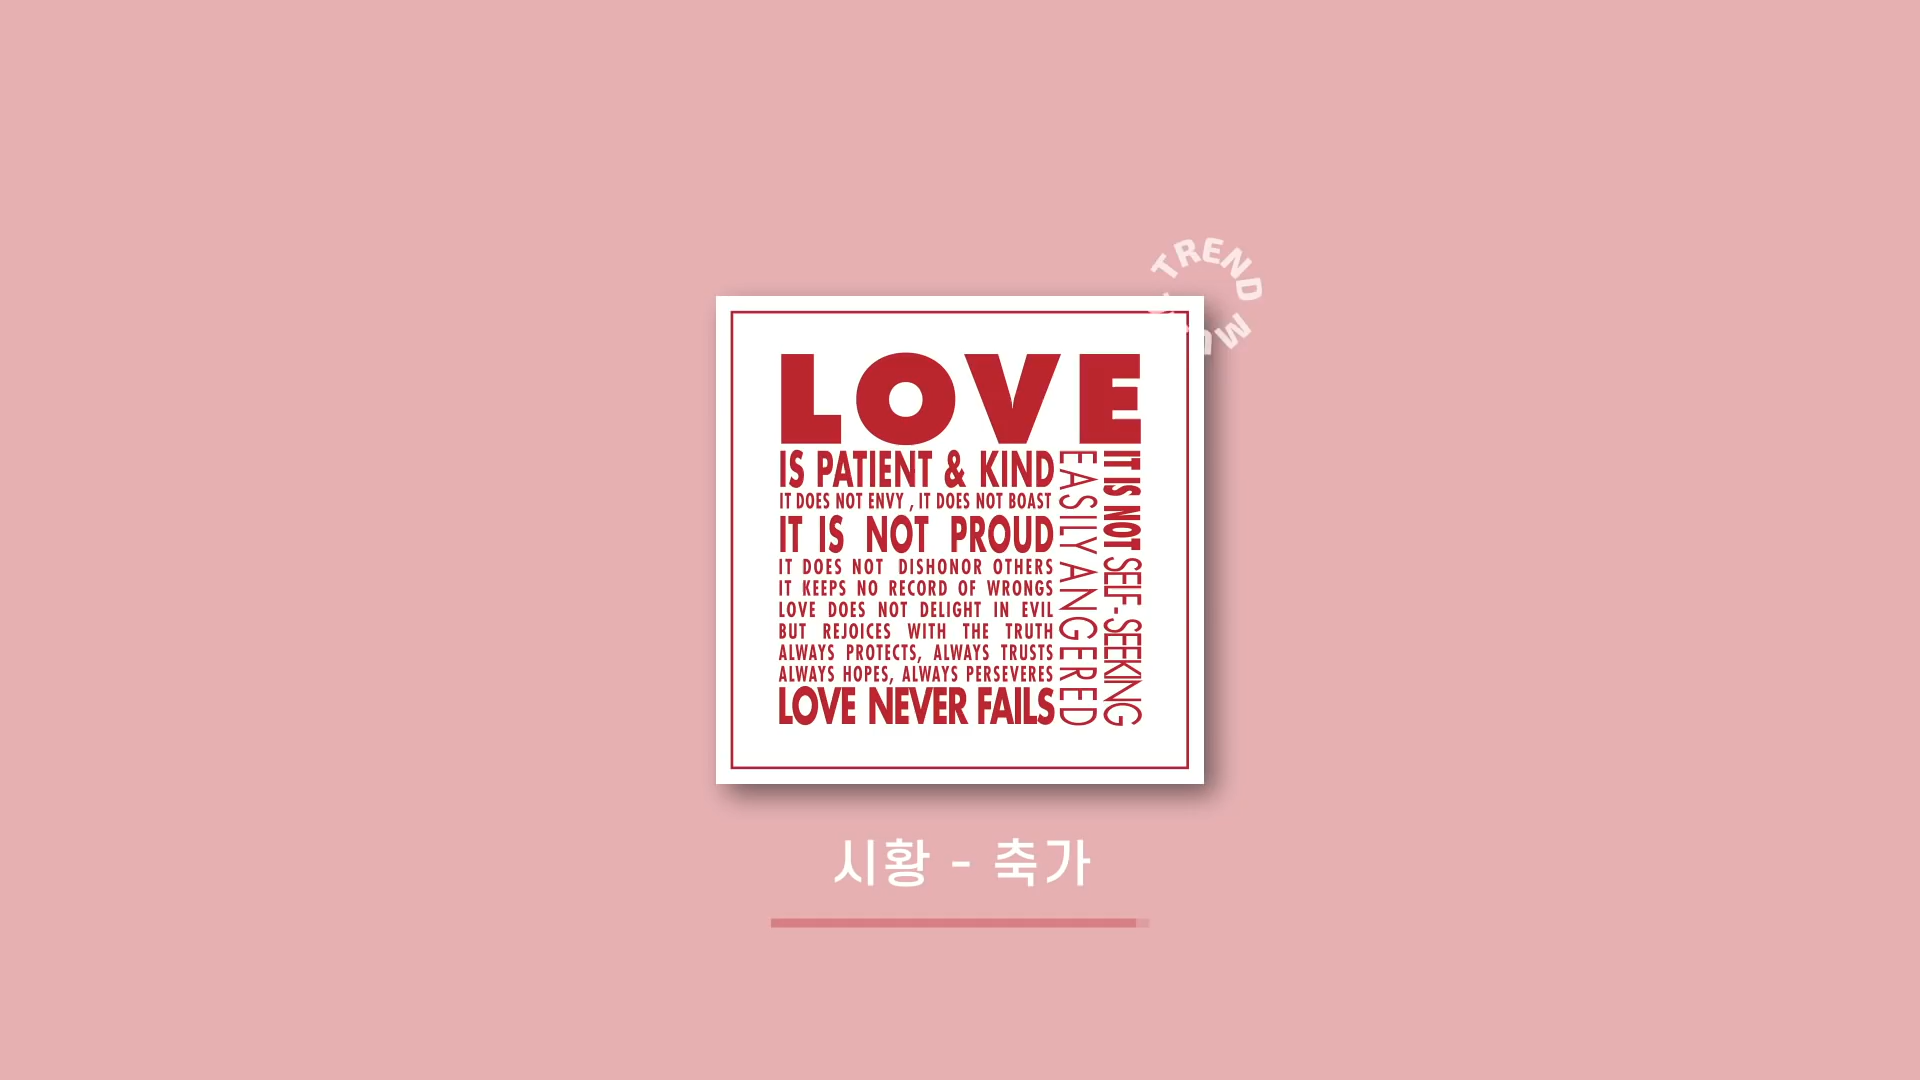 TREND
LOVE
IS PATIENT & KIND
IT DOES NOT ENVY , IT DOES NOT BOAST
IT IS NOT PROUD
IT DOES NOT DISHONOR OTHERS
IT KEEPS NO RECORD OF WRONGS
LOVE DOES NOT DELIGHT IN EVIL
BUT REJOICES WITH THE TRUTH
ALWAYS PROTECTS, ALWAYS TRUSTS
ALWAYS HOPES, ALWAYS PERSEVERES
LOVE NEVER FAILS
IT IS NOT SELF-SEEKING
EASILY ANGERED
시황 - 축가